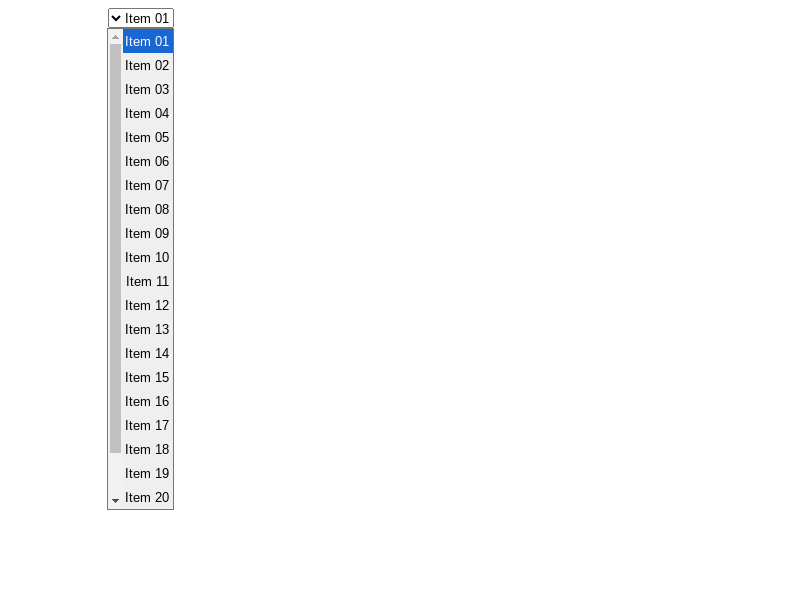 Item 01
Item 01
Item 02
Item 03
Item 04
Item 05
Item 06
Item 07
Item 08
Item 09
Item 10
Item 11
Item 12
Item 13
Item 14
Item 15
Item 16
Item 17
Item 18
Item 19
Item 20